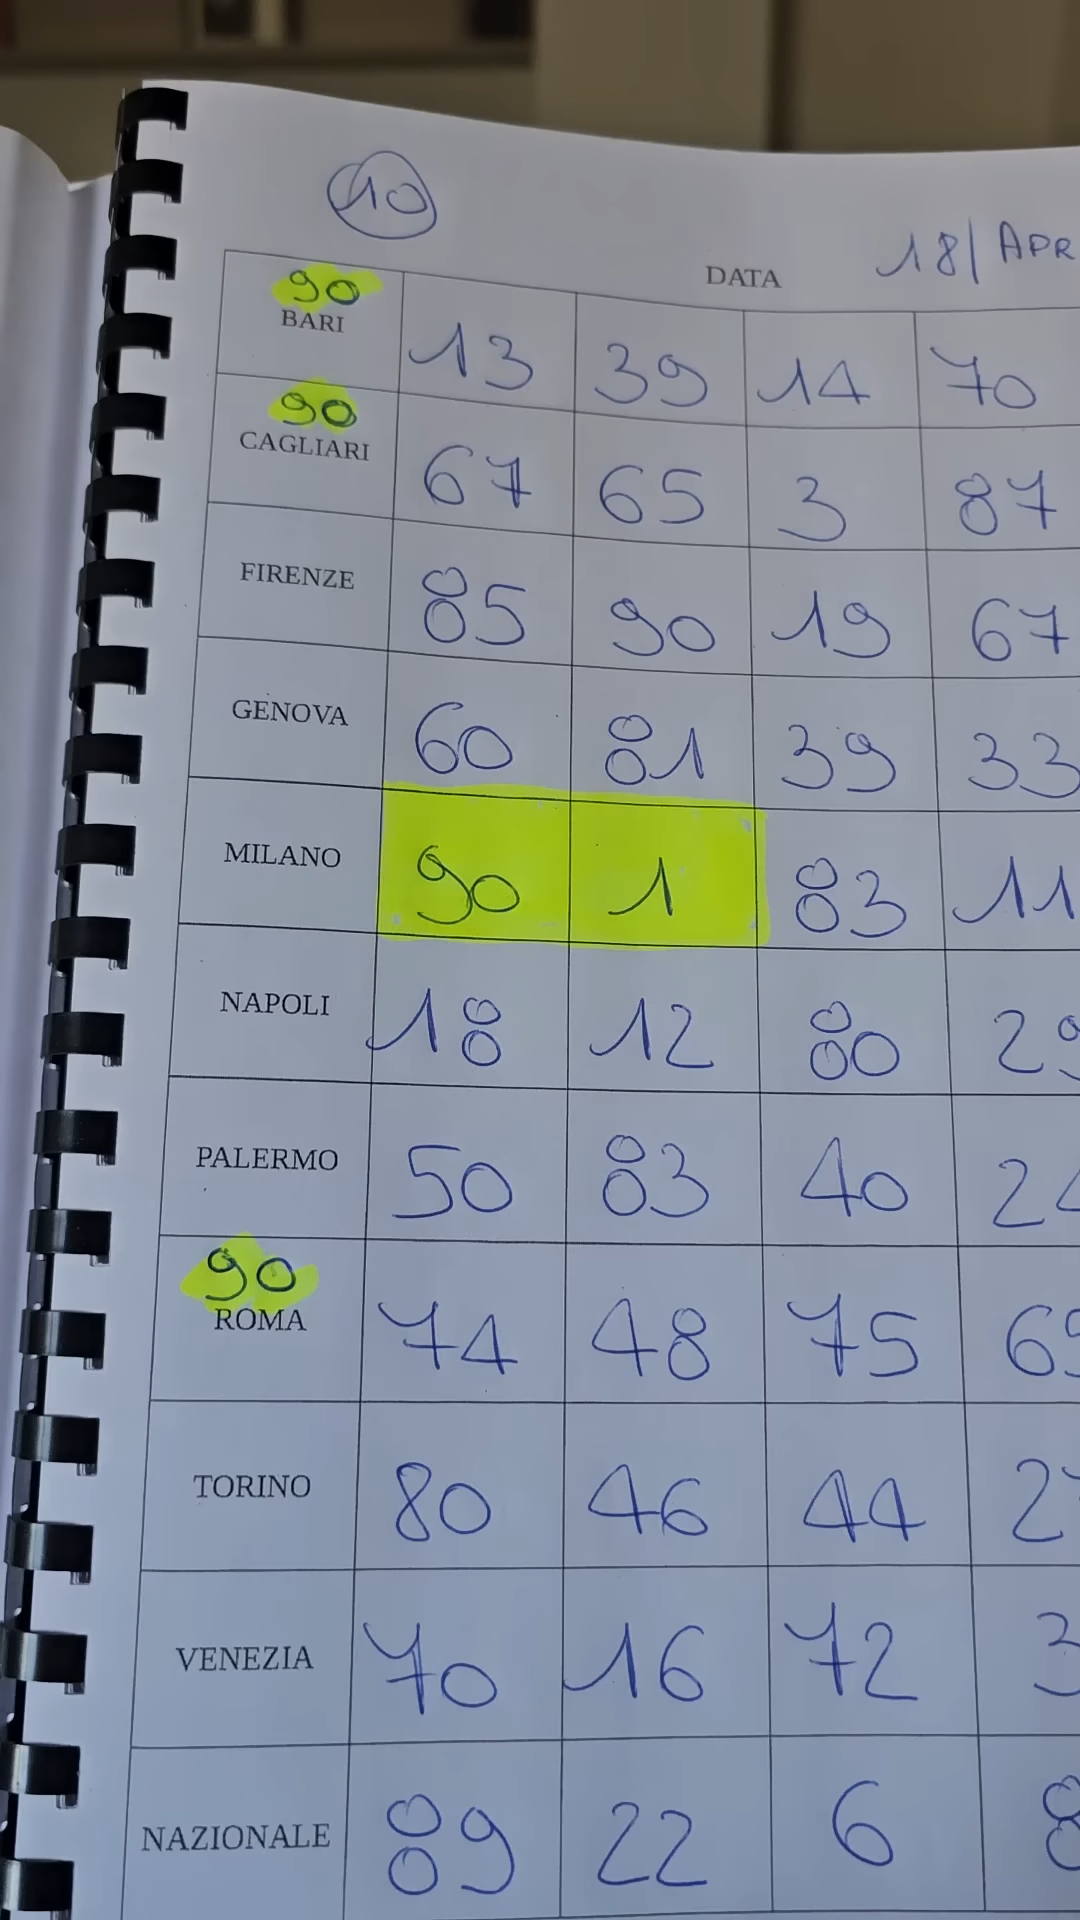 10
DATA 18/APR
90
BARI 13 39 14 70
90
CAGLIARI 67 65 3 87
FIRENZE 85 90 19 67
GENOVA 60 81 39 33
MILANO 90 1 83 11
NAPOLI 18 12 80 29
PALERMO 50 83 40
90
ROMA 74 48 75
TORINO 80 46 44
VENEZIA 70 16 72
NAZIONALE 89 22 6